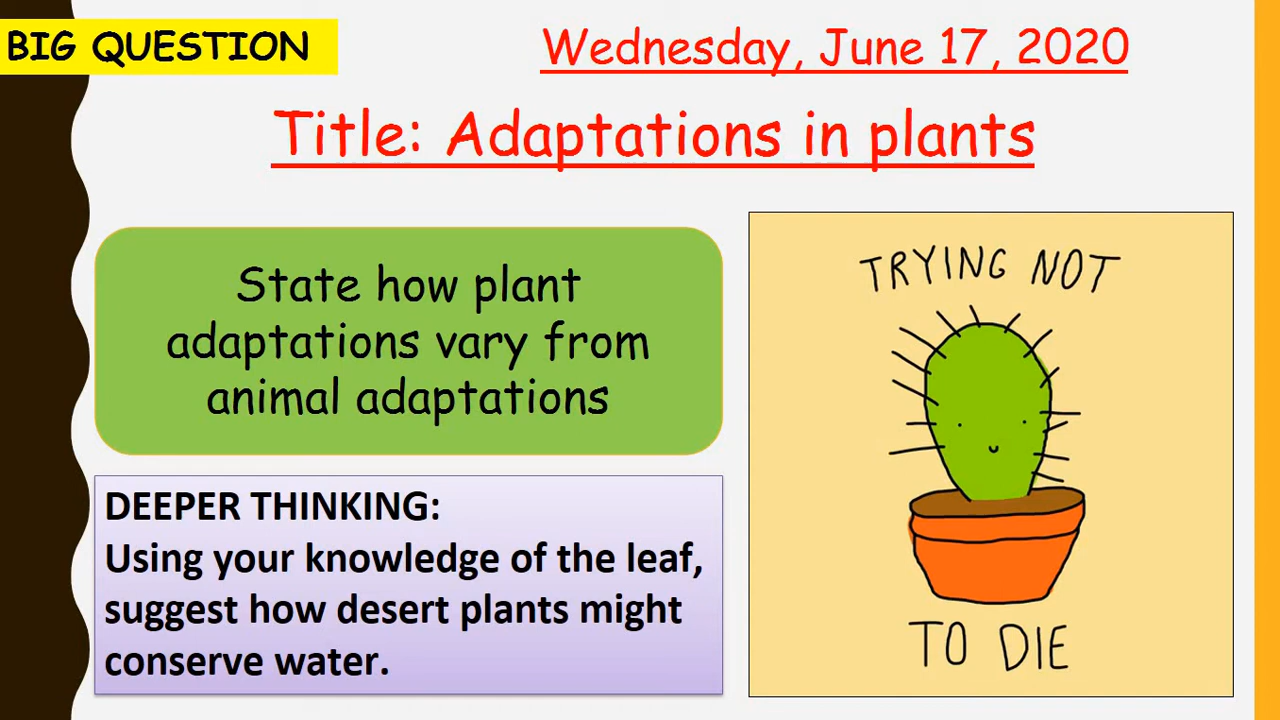 BIG QUESTION
Wednesday, June 17, 2020
Title: Adaptations in plants
State how plant
adaptations vary from
animal adaptations
DEEPER THINKING:
Using your knowledge of the leaf,
suggest how desert plants might
conserve water.
TRYING NOT
TO DIE